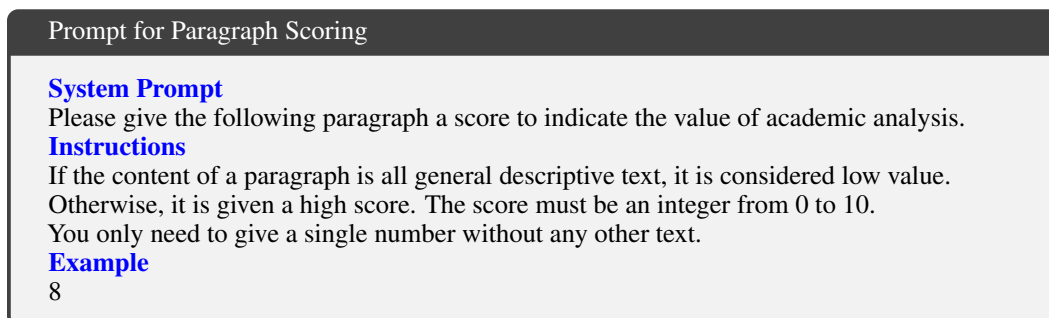 Prompt for Paragraph Scoring
System Prompt
Please give the following paragraph a score to indicate the value of academic analysis.
Instructions
If the content of a paragraph is all general descriptive text, it is considered low value.
Otherwise, it is given a high score. The score must be an integer from 0 to 10.
You only need to give a single number without any other text.
Example
8